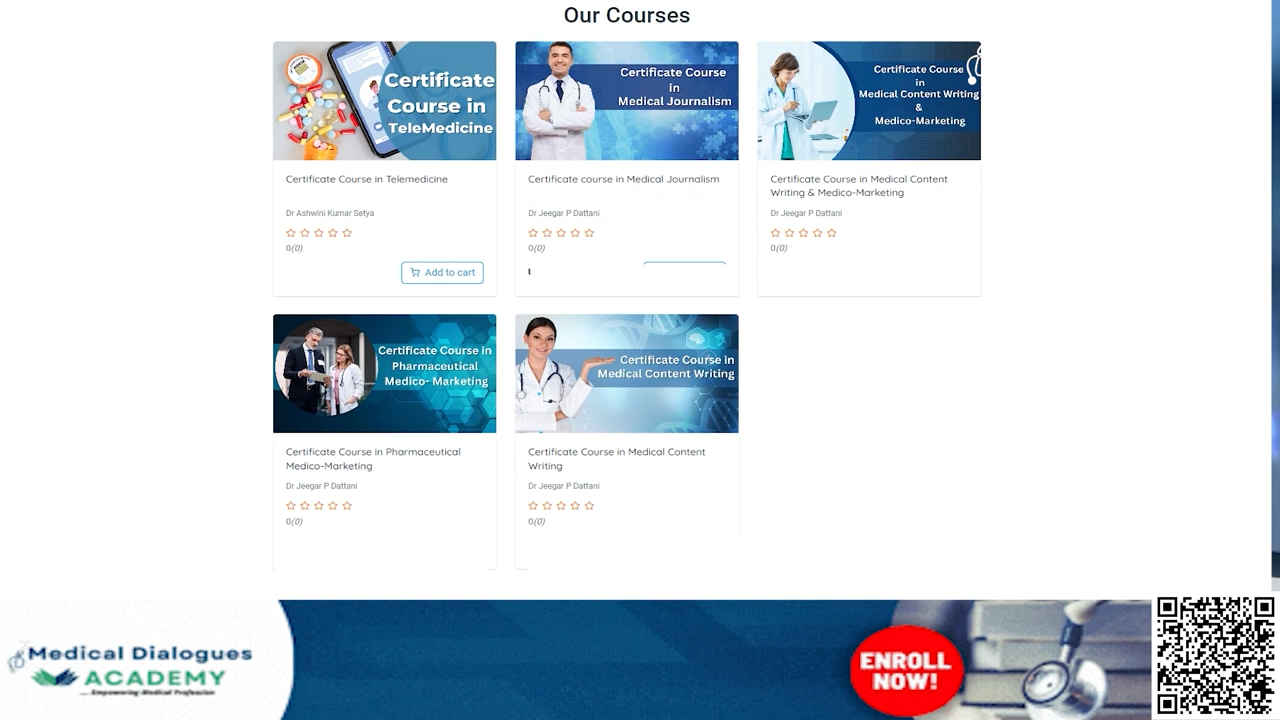 Our Courses
Certificate
Course in
TeleMedicine
Certificate Course
in
Medical Journalism
Certificate Course
in
Medical Content Writing
&
Medico-Marketing
Certificate Course in Telemedicine
Certificate course in Medical Journalism
Certificate Course in Medical Content
Writing & Medico-Marketing
Dr Ashwini Kumar Setya
Dr Jeegar P Dattani
Dr Jeegar P Dattani
0(0)
0(0)
0(0)
Add to cart
Certificate Course in
Pharmaceutical
Medico- Marketing
Certificate Course in
Medical Content Writing
Certificate Course in Pharmaceutical
Medico-Marketing
Certificate Course in Medical Content
Writing
Dr Jeegar P Dattani
Dr Jeegar P Dattani
0(0)
0(0)
Medical Dialogues
ACADEMY
... Empowering Medical Profession
ENROLL
NOW!